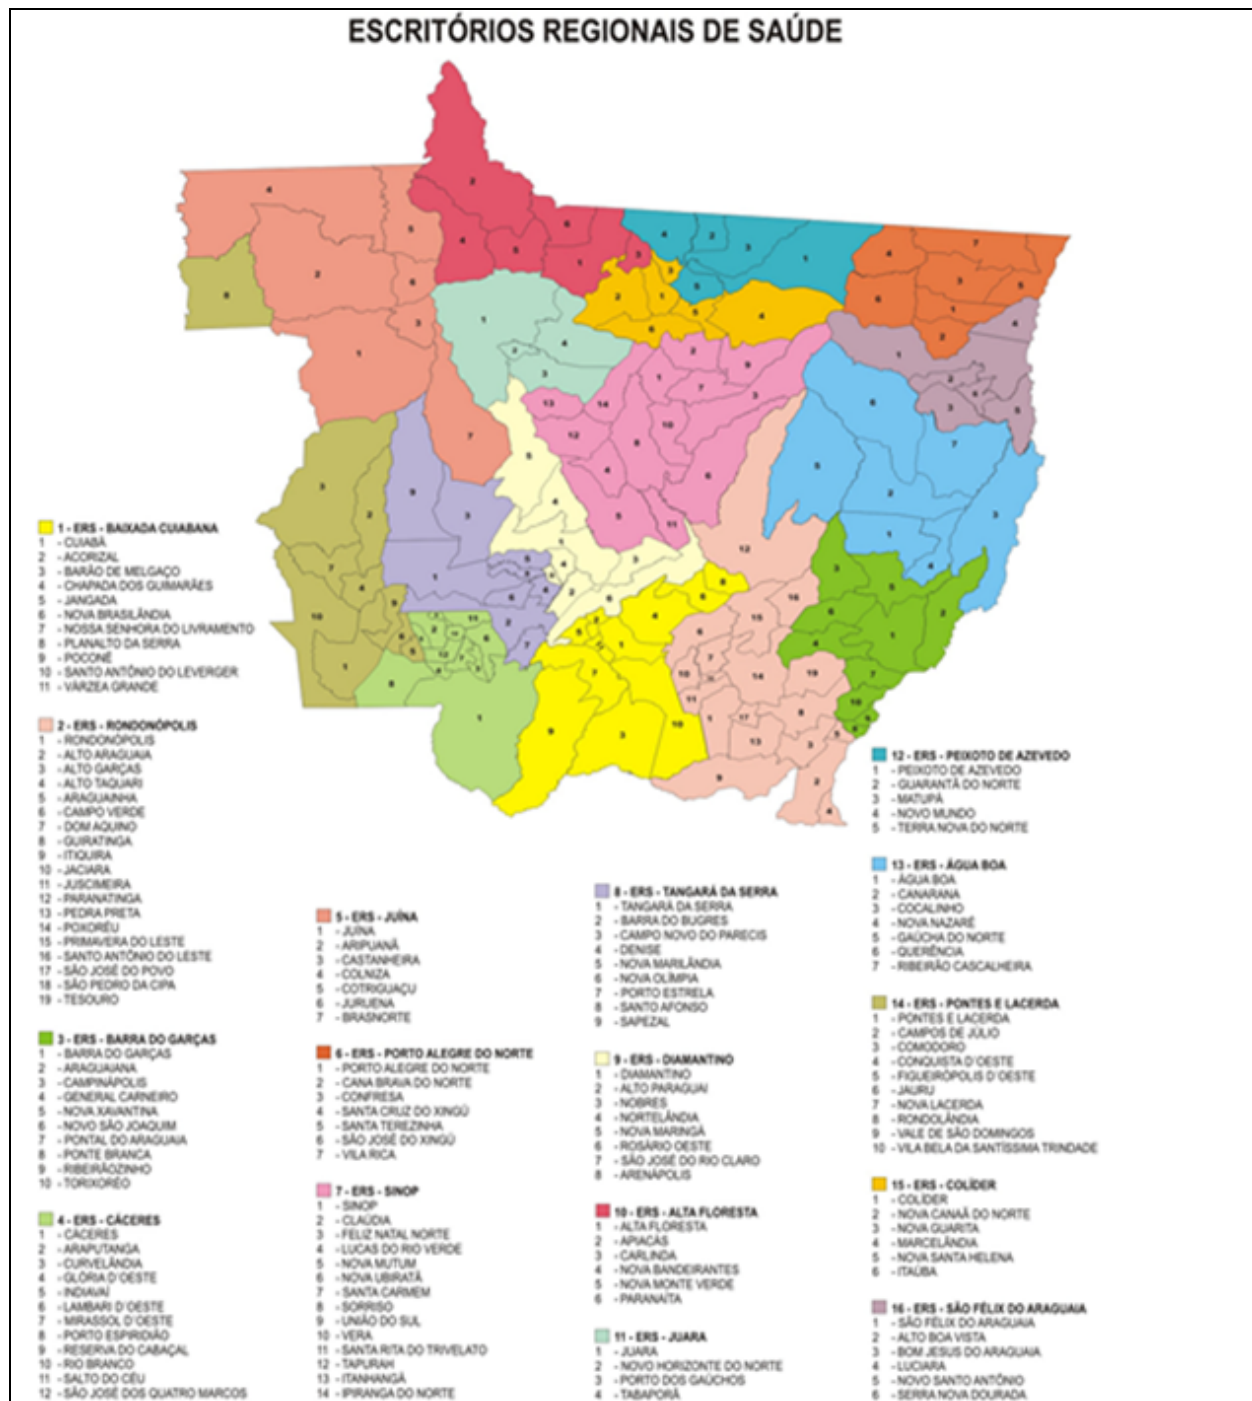 ESCRITÓRIOS REGIONAIS DE SAÚDE
1 - ERS - BAIXADA CUIABANA
1 - CUIABÁ
2 - ACORIZAL
3 - BARÃO DE MELGAÇO
4 - CHAPADA DOS GUIMARÃES
5 - JANGADA
6 - NOVA BRASILÂNDIA
7 - NOSSA SENHORA DO LIVRAMENTO
8 - PLANALTO DA SERRA
9 - POCONÉ
10 - SANTO ANTÔNIO DO LEVERGER
11 - VÁRZEA GRANDE
2 - ERS - RONDONÓPOLIS
1 - RONDONÓPOLIS
2 - ALTO ARAGUAIA
3 - ALTO GARÇAS
4 - ALTO TAQUARI
5 - ARAGUAINHA
6 - CAMPO VERDE
7 - DOM AQUINO
8 - GUIRATINGA
9 - ITIQUIRA
10 - JACIARA
11 - JUSCIMEIRA
12 - PARANATINGA
13 - PEDRA PRETA
14 - POXORÉU
15 - PRIMAVERA DO LESTE
16 - SANTO ANTÔNIO DO LESTE
17 - SÃO JOSÉ DO POVO
18 - SÃO PEDRO DA CIPA
19 - TESOURO
3 - ERS - BARRA DO GARÇAS
1 - BARRA DO GARÇAS
2 - ARAGUAIANA
3 - CAMPINÁPOLIS
4 - GENERAL CARNEIRO
5 - NOVA XAVANTINA
6 - NOVO SÃO JOAQUIM
7 - PONTAL DO ARAGUAIA
8 - PONTE BRANCA
9 - RIBEIRÃOZINHO
10 - TORIXORÉO
4 - ERS - CÁCERES
1 - CÁCERES
2 - ARAPUTANGA
3 - CURVELÂNDIA
4 - GLÓRIA D'OESTE
5 - INDIAVAÍ
6 - LAMBARI D'OESTE
7 - MIRASSOL D'OESTE
8 - PORTO ESPIRIDIÃO
9 - RESERVA DO CABAÇAL
10 - RIO BRANCO
11 - SALTO DO CÉU
12 - SÃO JOSÉ DOS QUATRO MARCOS
5 - ERS - JUÍNA
1 - JUÍNA
2 - ARIPUANÃ
3 - CASTANHEIRA
4 - COLNIZA
5 - COTRIGUAÇU
6 - JURUENA
7 - BRASNORTE
6 - ERS - PORTO ALEGRE DO NORTE
1 - PORTO ALEGRE DO NORTE
2 - CANA BRAVA DO NORTE
3 - CONFRESA
4 - SANTA CRUZ DO XINGÚ
5 - SANTA TEREZINHA
6 - SÃO JOSÉ DO XINGÚ
7 - VILA RICA
7 - ERS - SINOP
1 - SINOP
2 - CLAÚDIA
3 - FELIZ NATAL NORTE
4 - LUCAS DO RIO VERDE
5 - NOVA MUTUM
6 - NOVA UBIRATÃ
7 - SANTA CARMEM
8 - SORRISO
9 - UNIÃO DO SUL
10 - VERA
11 - SANTA RITA DO TRIVELATO
12 - TAPURAH
13 - ITANHANGÁ
14 - IPIRANGA DO NORTE
8 - ERS - TANGARÁ DA SERRA
1 - TANGARÁ DA SERRA
2 - BARRA DO BUGRES
3 - CAMPO NOVO DO PARECIS
4 - DENISE
5 - NOVA MARILÂNDIA
6 - NOVA OLÍMPIA
7 - PORTO ESTRELA
8 - SANTO AFONSO
9 - SAPEZAL
9 - ERS - DIAMANTINO
1 - DIAMANTINO
2 - ALTO PARAGUAI
3 - NOBRES
4 - NORTELÂNDIA
5 - NOVA MARINGÁ
6 - ROSÁRIO OESTE
7 - SÃO JOSÉ DO RIO CLARO
8 - ARENÁPOLIS
10 - ERS - ALTA FLORESTA
1 - ALTA FLORESTA
2 - APIACÁS
3 - CARLINDA
4 - NOVA BANDEIRANTES
5 - NOVA MONTE VERDE
6 - PARANAÍTA
11 - ERS - JUARA
1 - JUARA
2 - NOVO HORIZONTE DO NORTE
3 - PORTO DOS GAÚCHOS
4 - TABAPORÃ
12 - ERS - PEIXOTO DE AZEVEDO
1 - PEIXOTO DE AZEVEDO
2 - GUARANTÃ DO NORTE
3 - MATUPÁ
4 - NOVO MUNDO
5 - TERRA NOVA DO NORTE
13 - ERS - ÁGUA BOA
1 - ÁGUA BOA
2 - CANARANA
3 - COCALINHO
4 - NOVA NAZARÉ
5 - GAÚCHA DO NORTE
6 - QUERÊNCIA
7 - RIBEIRÃO CASCALHEIRA
14 - ERS - PONTES E LACERDA
1 - PONTES E LACERDA
2 - CAMPOS DE JÚLIO
3 - COMODORO
4 - CONQUISTA D'OESTE
5 - FIGUEIRÓPOLIS D'OESTE
6 - JAURU
7 - NOVA LACERDA
8 - RONDOLÂNDIA
9 - VALE DE SÃO DOMINGOS
10 - VILA BELA DA SANTÍSSIMA TRINDADE
15 - ERS - COLÍDER
1 - COLÍDER
2 - NOVA CANAÃ DO NORTE
3 - NOVA GUARITA
4 - MARCELÂNDIA
5 - NOVA SANTA HELENA
6 - ITAÚBA
16 - ERS - SÃO FÉLIX DO ARAGUAIA
1 - SÃO FÉLIX DO ARAGUAIA
2 - ALTO BOA VISTA
3 - BOM JESUS DO ARAGUAIA
4 - LUCIARA
5 - NOVO SANTO ANTÔNIO
6 - SERRA NOVA DOURADA